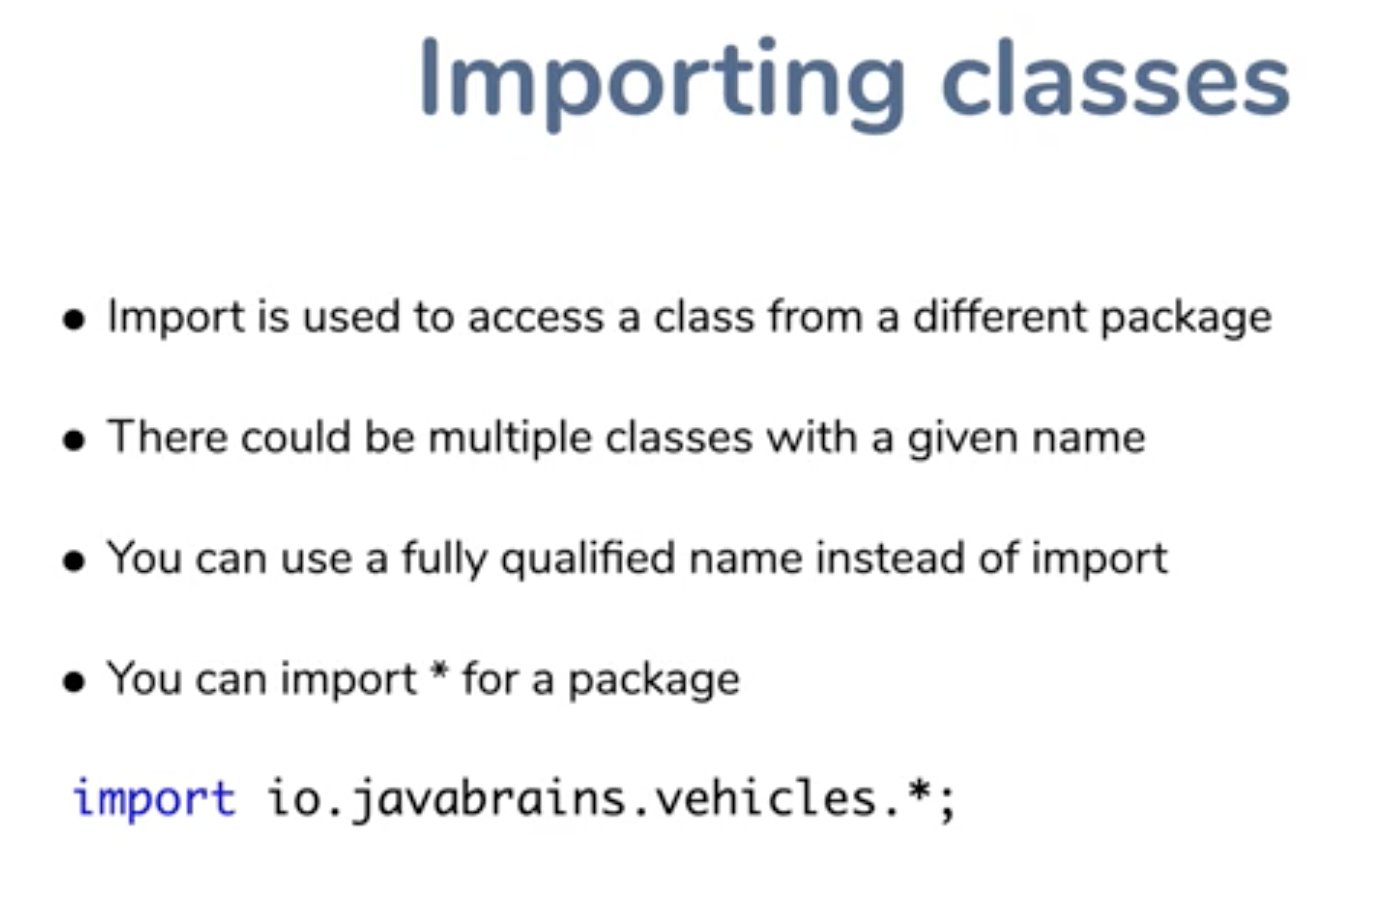 Importing classes
• Import is used to access a class from a different package
• There could be multiple classes with a given name
• You can use a fully qualified name instead of import
• You can import * for a package
import io.javabrains.vehicles.*;